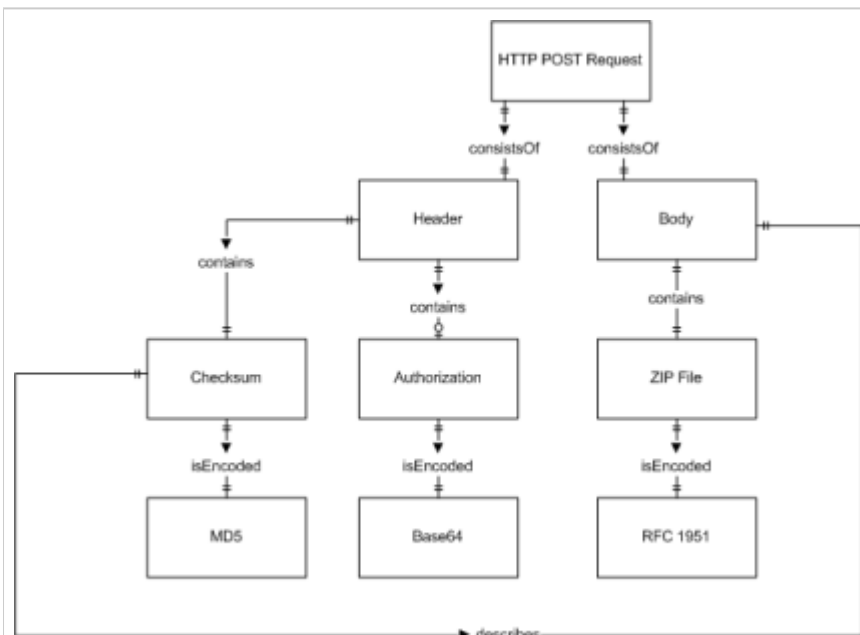 HTTP POST Request
consistsOf
consistsOf
Header
Body
contains
contains
contains
Checksum
Authorization
ZIP File
isEncoded
isEncoded
isEncoded
MD5
Base64
RFC 1951
describes